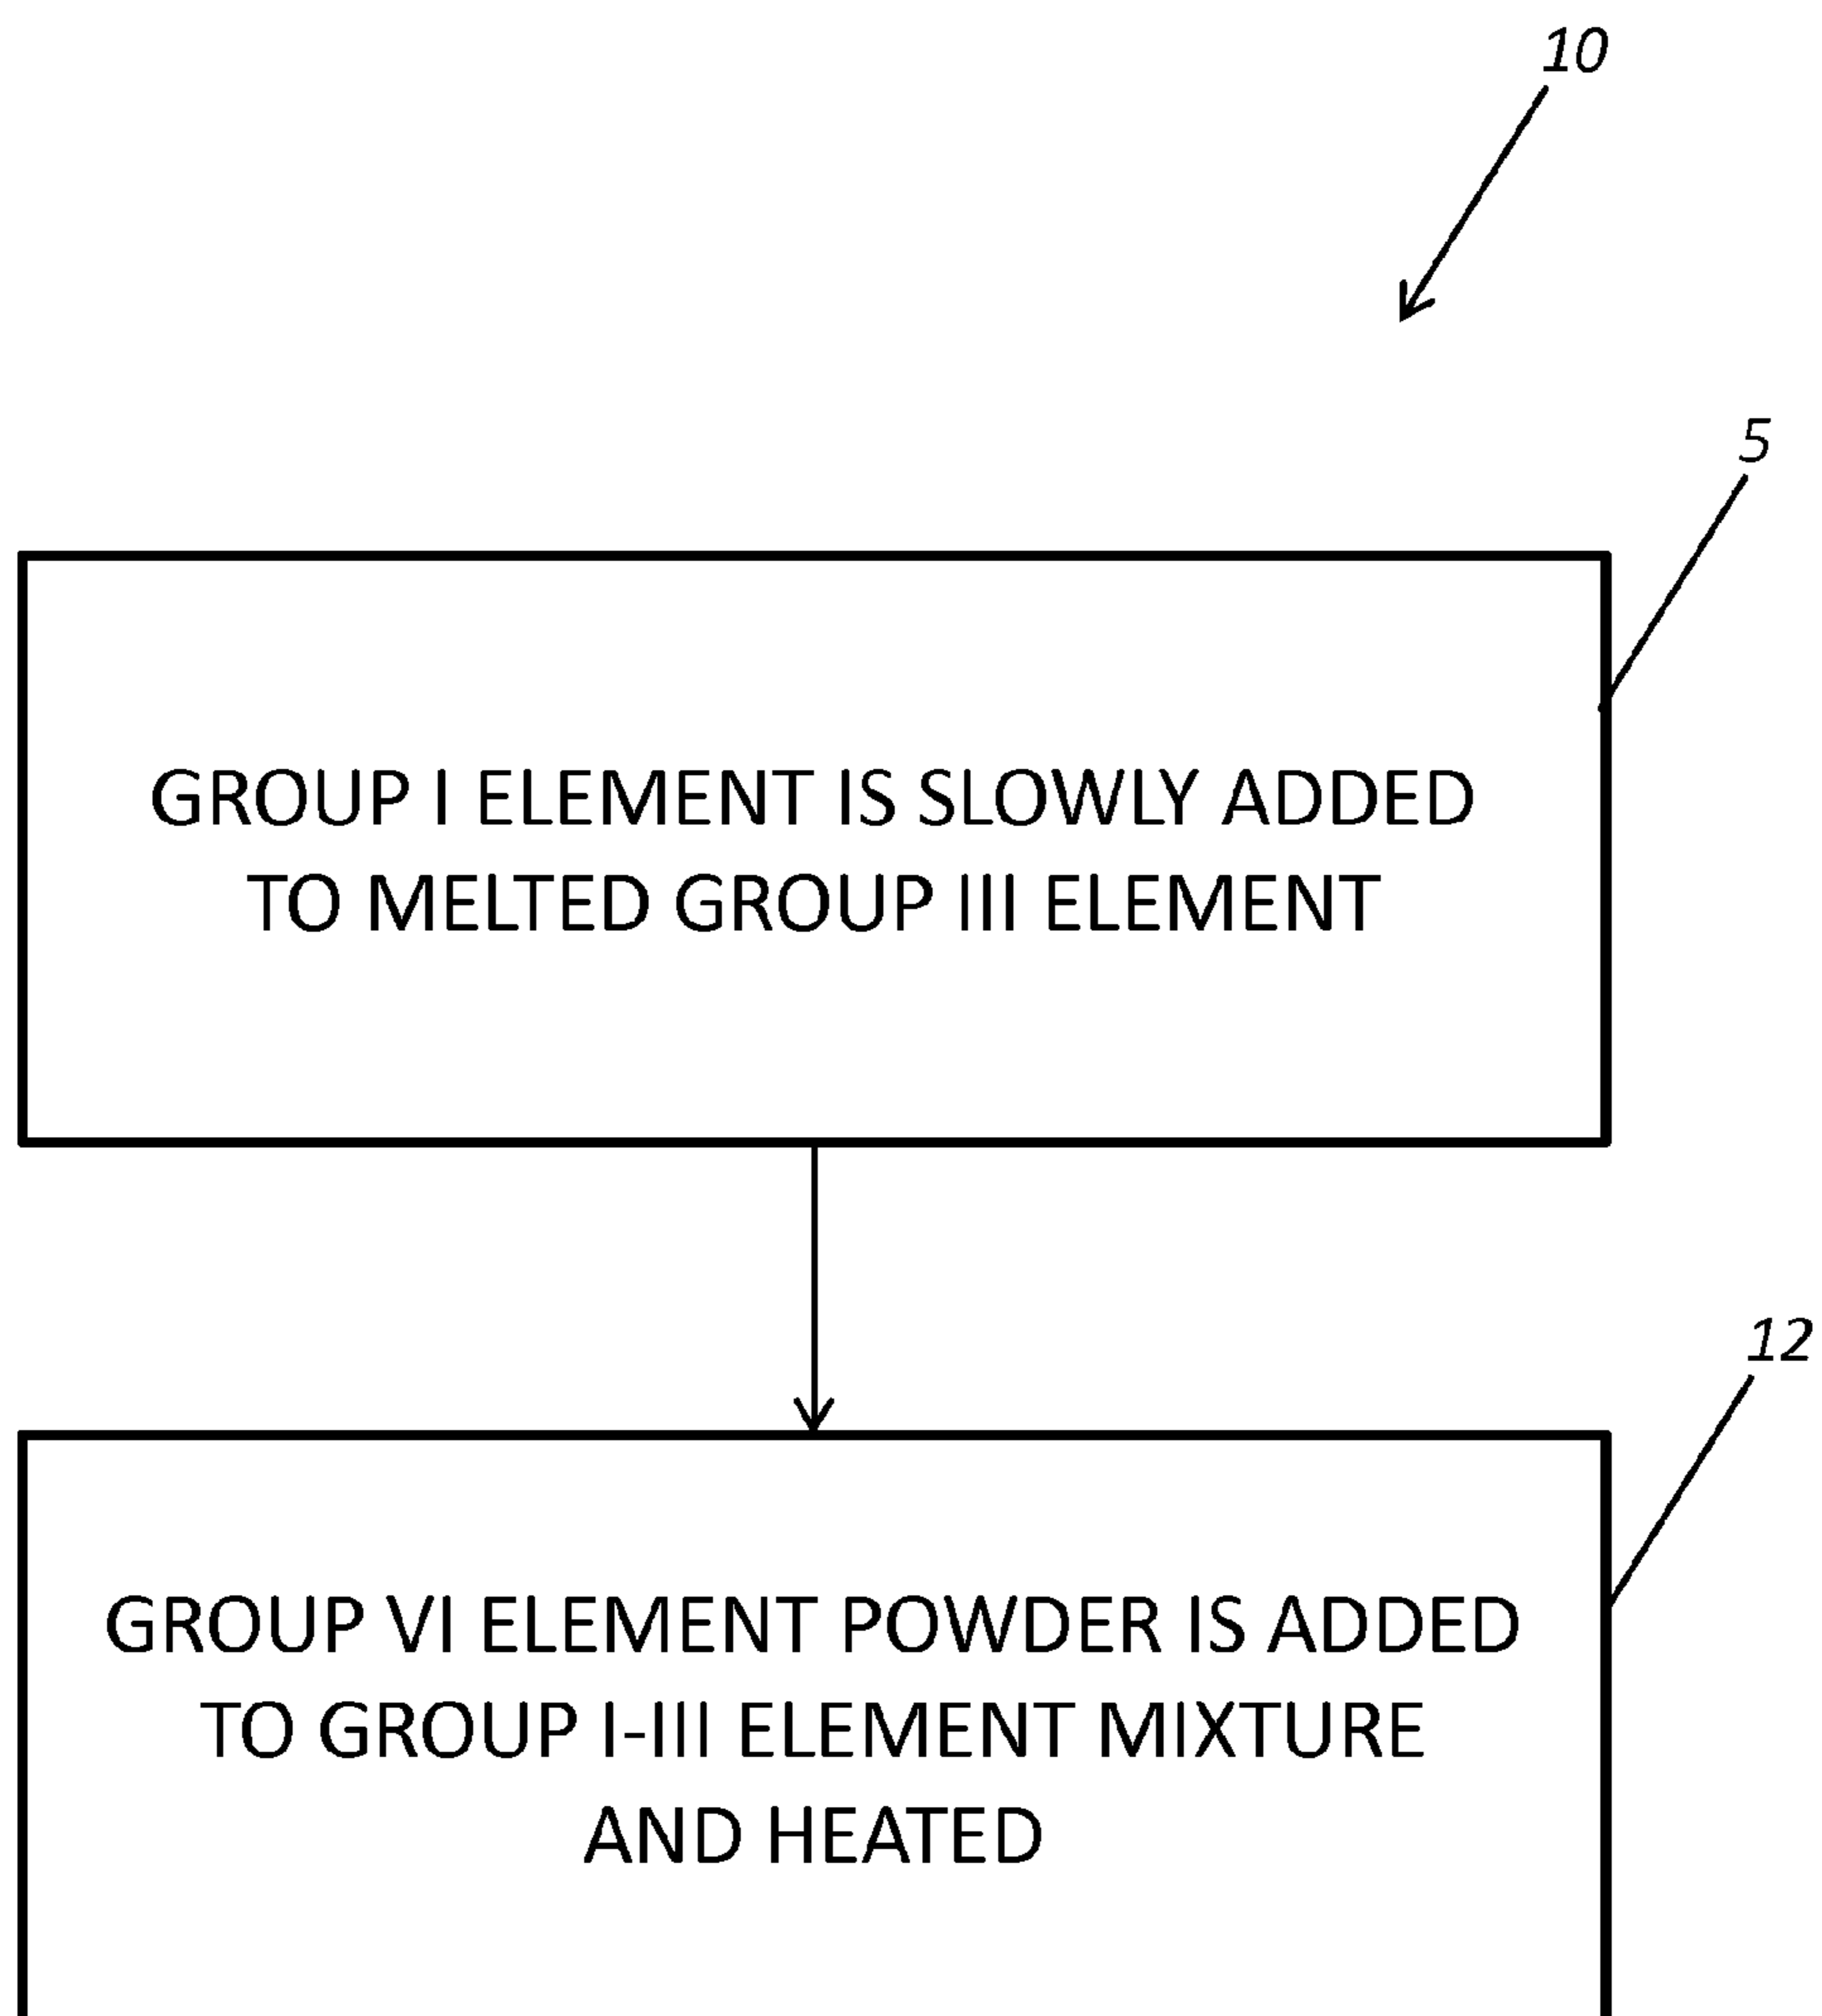 10
5
GROUP I ELEMENT IS SLOWLY ADDED
TO MELTED GROUP III ELEMENT
12
GROUP VI ELEMENT POWDER IS ADDED
TO GROUP I-III ELEMENT MIXTURE
AND HEATED